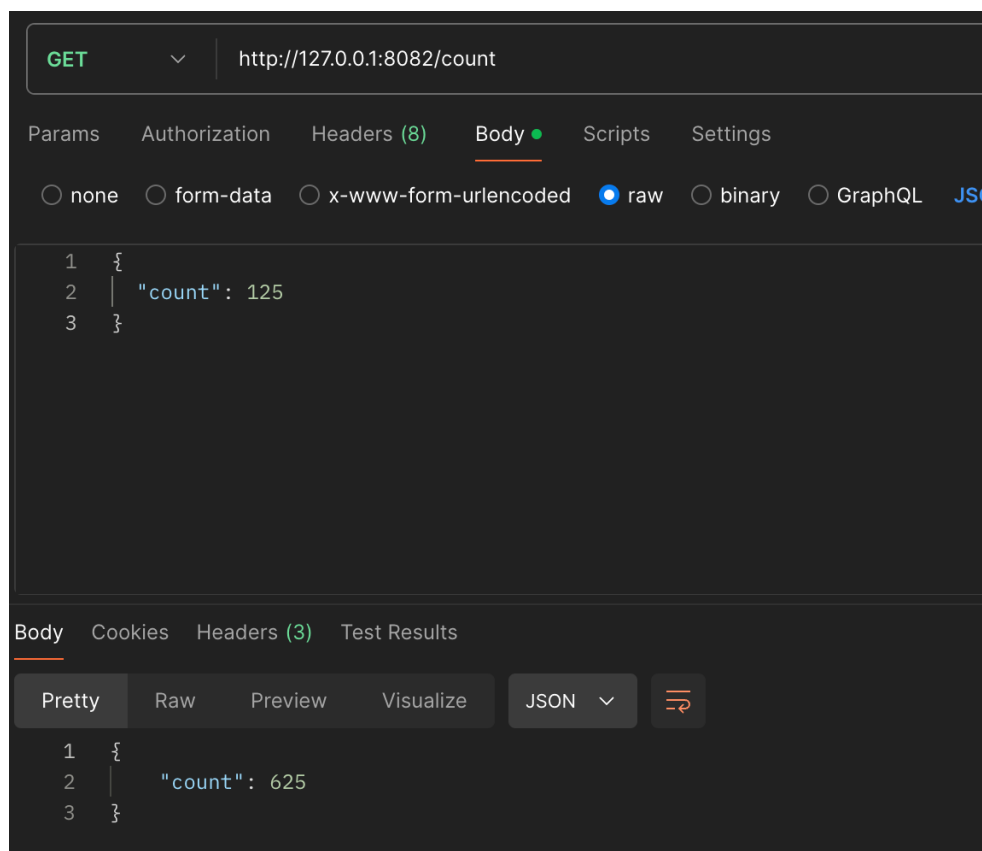 GET http://127.0.0.1:8082/count
Params Authorization Headers (8) Body Scripts Settings
none form-data x-www-form-urlencoded raw binary GraphQL
1 {
2 "count": 125
3 }
Body Cookies Headers (3) Test Results
Pretty Raw Preview Visualize JSON
1 {
2 "count": 625
3 }